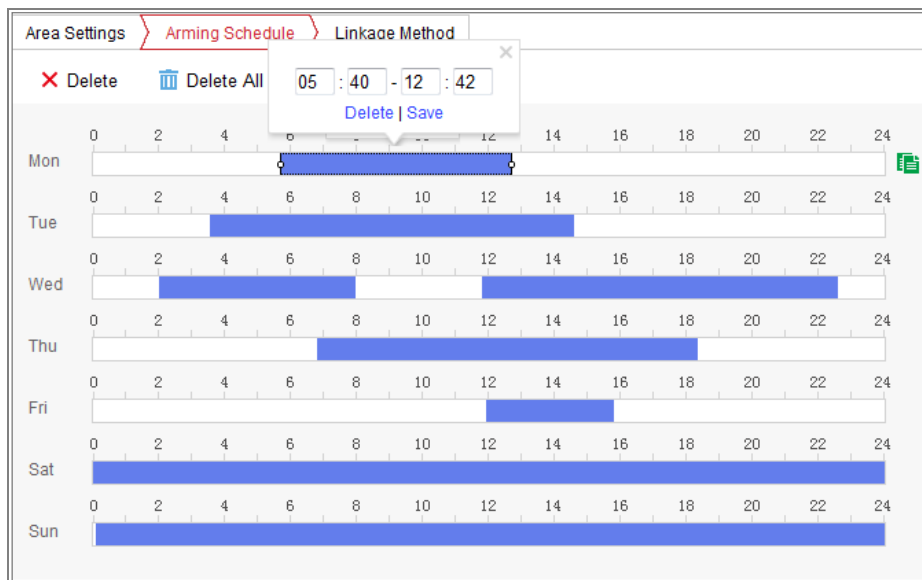 Area Settings Arming Schedule Linkage Method
Delete Delete All
05 : 40 - 12 : 42
Delete | Save
0 2 4 6 12 14 16 18 20 22 24
Mon
0 2 4 6 8 10 12 14 16 18 20 22 24
Tue
0 2 4 6 8 10 12 14 16 18 20 22 24
Wed
0 2 4 6 8 10 12 14 16 18 20 22 24
Thu
0 2 4 6 8 10 12 14 16 18 20 22 24
Fri
0 2 4 6 8 10 12 14 16 18 20 22 24
Sat
0 2 4 6 8 10 12 14 16 18 20 22 24
Sun